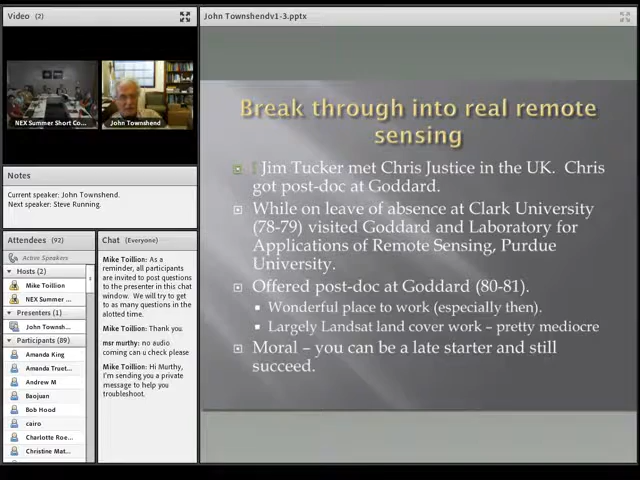 Video (2)
NEX Summer Short Co...
John Townshend
Notes
Current speaker: John Townshend.
Next speaker: Steve Running.
Attendees (92)
Active Speakers
Hosts (2)
Mike Toillion
NEX Summer ...
Presenters (1)
John Townsh...
Participants (89)
Amanda King
Amanda Truet...
Andrew M
Baojuan
Bob Hood
cairo
Charlotte Roe...
Christine Mat...
Chat (Everyone)
Mike Toillion: As a
reminder, all participants
are invited to post questions
to the presenter in this chat
window. We will try to get
to as many questions in the
alotted time.
Mike Toillion: Thank you
msr murthy: no audio
coming can u check please
Mike Toillion: Hi Murthy,
I'm sending you a private
message to help you
troubleshoot.
John Townshendv1-3.pptx
Break through into real remote
sensing
Jim Tucker met Chris Justice in the UK. Chris
got post-doc at Goddard.
While on leave of absence at Clark University
(78-79) visited Goddard and Laboratory for
Applications of Remote Sensing, Purdue
University.
Offered post-doc at Goddard (80-81).
Wonderful place to work (especially then).
Largely Landsat land cover work – pretty mediocre
Moral – you can be a late starter and still
succeed.